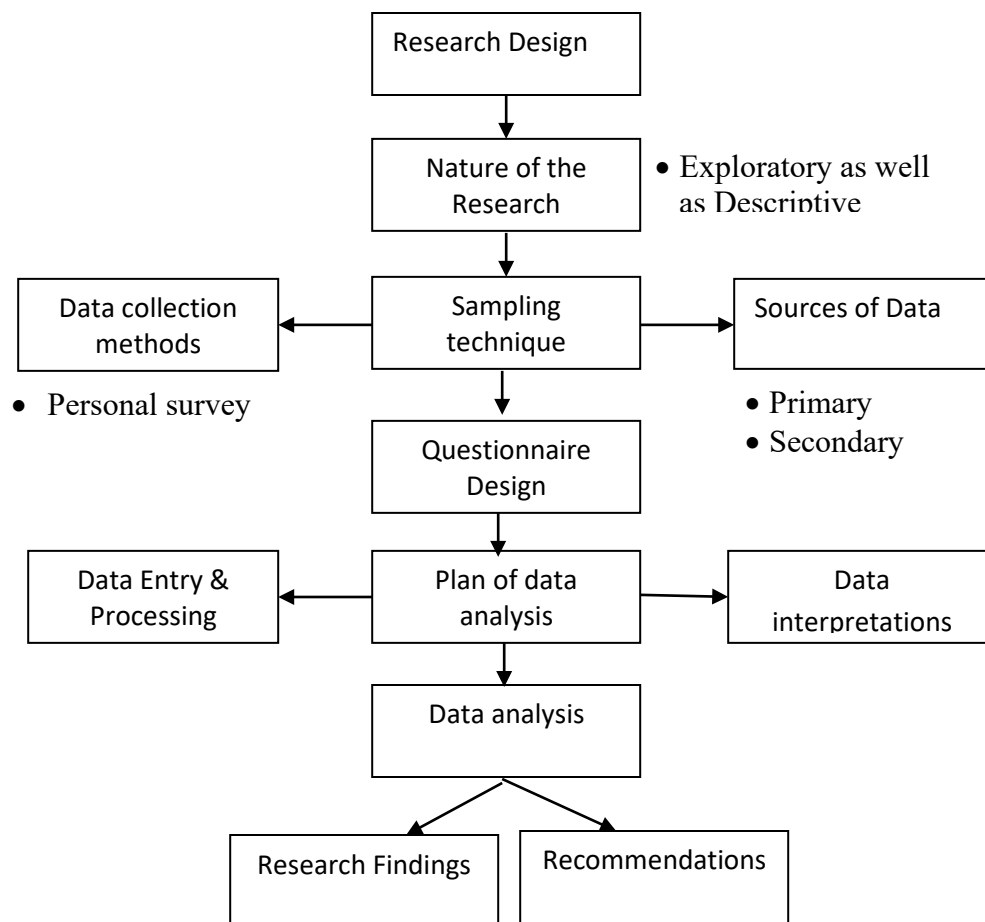 Research Design
Nature of the
Research
• Exploratory as well
as Descriptive
Data collection
methods
Sampling
technique
Sources of Data
• Personal survey
• Primary
• Secondary
Questionnaire
Design
Data Entry &
Processing
Plan of data
analysis
Data
interpretations
Data analysis
Research Findings
Recommendations